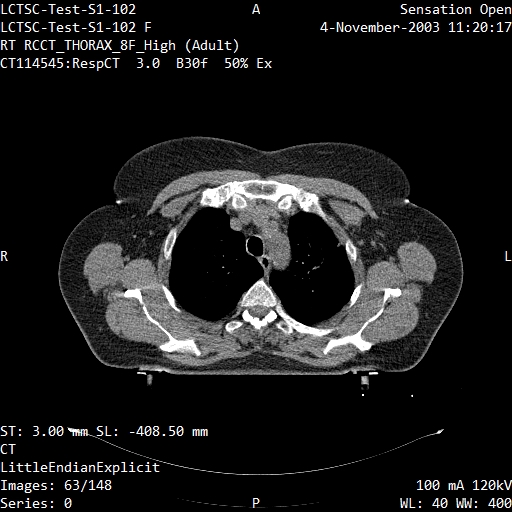 LCTSC-Test-S1-102 A Sensation Open
LCTSC-Test-S1-102 F 4-November-2003 11:20:17
RT RCCT_THORAX_8F_High (Adult)
CT114545:RespCT 3.0 B30f 50% Ex
R L
ST: 3.00 mm SL: -408.50 mm
CT
LittleEndianExplicit
Images: 63/148 100 mA 120kV
Series: 0 P WL: 40 WW: 400